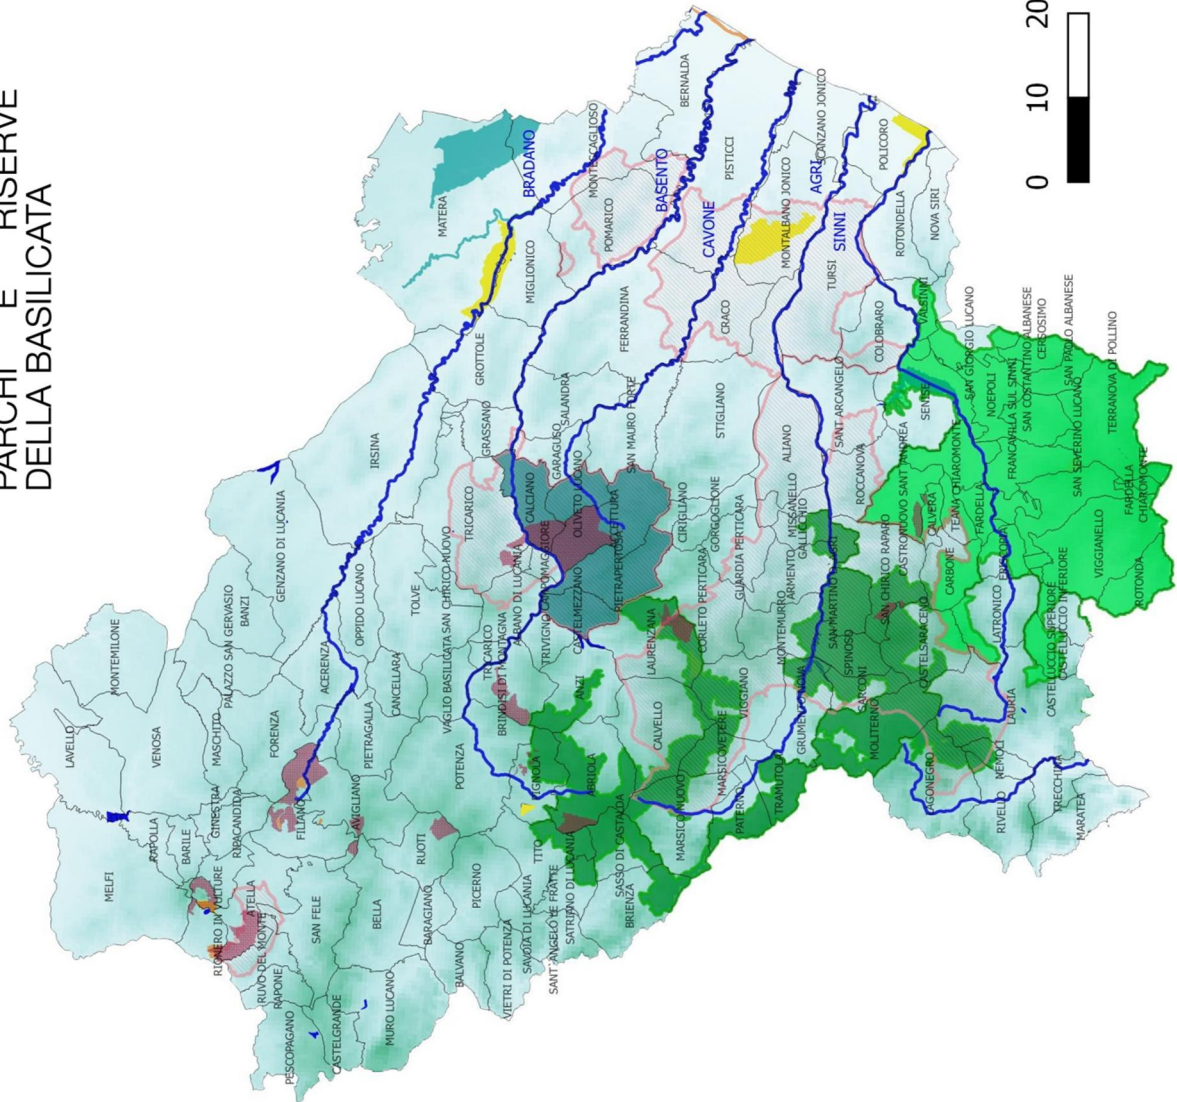 PARCHI E RISERVE
DELLA BASILICATA
LAVELLO
MONTEMILIONE
VENOSA
MELFI
RAPOLLA
BARILE
GINESTRA
RIPACANDIDA
MASCHITO
PALAZZO SAN GERVASIO
BANZI
GENZANO DI LUCANIA
FORENZA
ACERENZA
OPPIDO LUCANO
IRSINA
RIONERO IN VULTURE
ATELLA
RUVO DEL MONTE
RAPONE
SAN FELE
PESCOPAGANO
CASTELGRANDE
MURO LUCANO
BELLA
FILIANO
AVIGLIANO
PIETRAGALLA
CANCELLARA
TOLVE
VAGLIO BASILICATA
SAN CHIRICO NUOVO
RUOTI
BARAGIANO
BALVANO
PICERNO
POTENZA
TRICARICO
BRINDISI DI MONTAGNA
ALBANO DI LUCANIA
TRIVIGNO
CAMPOMAGGIORE
CASTELMEZZANO
PIETRAPERTOSA
TRICARICO
GRASSANO
GROTTOLE
CALCIANO
GARAGUSO
OLIVETO LUCANO
ACCETTURA
SALANDRA
SAN MAURO FORTE
FERRANDINA
MIGLIONICO
MATERA
POMARICO
MONTESCAGLIOSO
BERNALDA
PISTICCI
BRADANO
BASENTO
CAVONE
AGRI
SINNI
VIETRI DI POTENZA
SAVOIA DI LUCANIA
SANT'ANGELO LE FRATTE
SATRIANO DI LUCANIA
TITO
PIGNOLA
ABRIOLA
ANZI
SASSO DI CASTALDA
BRIENZA
CALVELLO
LAURENZANA
CIRIGLIANO
GORGOGLIONE
CORLETO PERTICARA
GUARDIA PERTICARA
STIGLIANO
CRACO
MARSICO NUOVO
MARSICOVETERE
PATERNO
TRAMUTOLA
VIGGIANO
MONTEMURRO
ARMENTO
MISSANELLO
GALLICCHIO
ALIANO
MONTALBANO JONICO
SCANZANO JONICO
POLICORO
GRUMENTO NOVA
SPINOSO
SAN MARTINO D'AGRI
SARCONI
MOLITERNO
SAN CHIRICO RAPARO
CASTELSARACENO
ROCCANOVA
SANT'ARCANGELO
CASTRONUOVO SANT'ANDREA
TURSI
COLOBRARO
ROTONDELLA
NOVA SIRI
VALSINNI
SENISE
CALVERA
CARBONE
TEANA
CHIAROMONTE
FARDELLA
SAN GIORGIO LUCANO
NOEPOLI
FRANCAVILLA SUL SINNI
SAN COSTANTINO ALBANESE
CERSOSIMO
SAN PAOLO ALBANESE
SAN SEVERINO LUCANO
TERRANOVA DI POLLINO
FARDELLA
CHIAROMONTE
EPISCOPIA
LATRONICO
LAGONEGRO
NEMOLI
LAURIA
RIVELLO
TRECCHINA
MARATEA
CASTELLUCCIO SUPERIORE
CASTELLUCCIO INFERIORE
VIGGIANELLO
ROTONDA
0 10 20